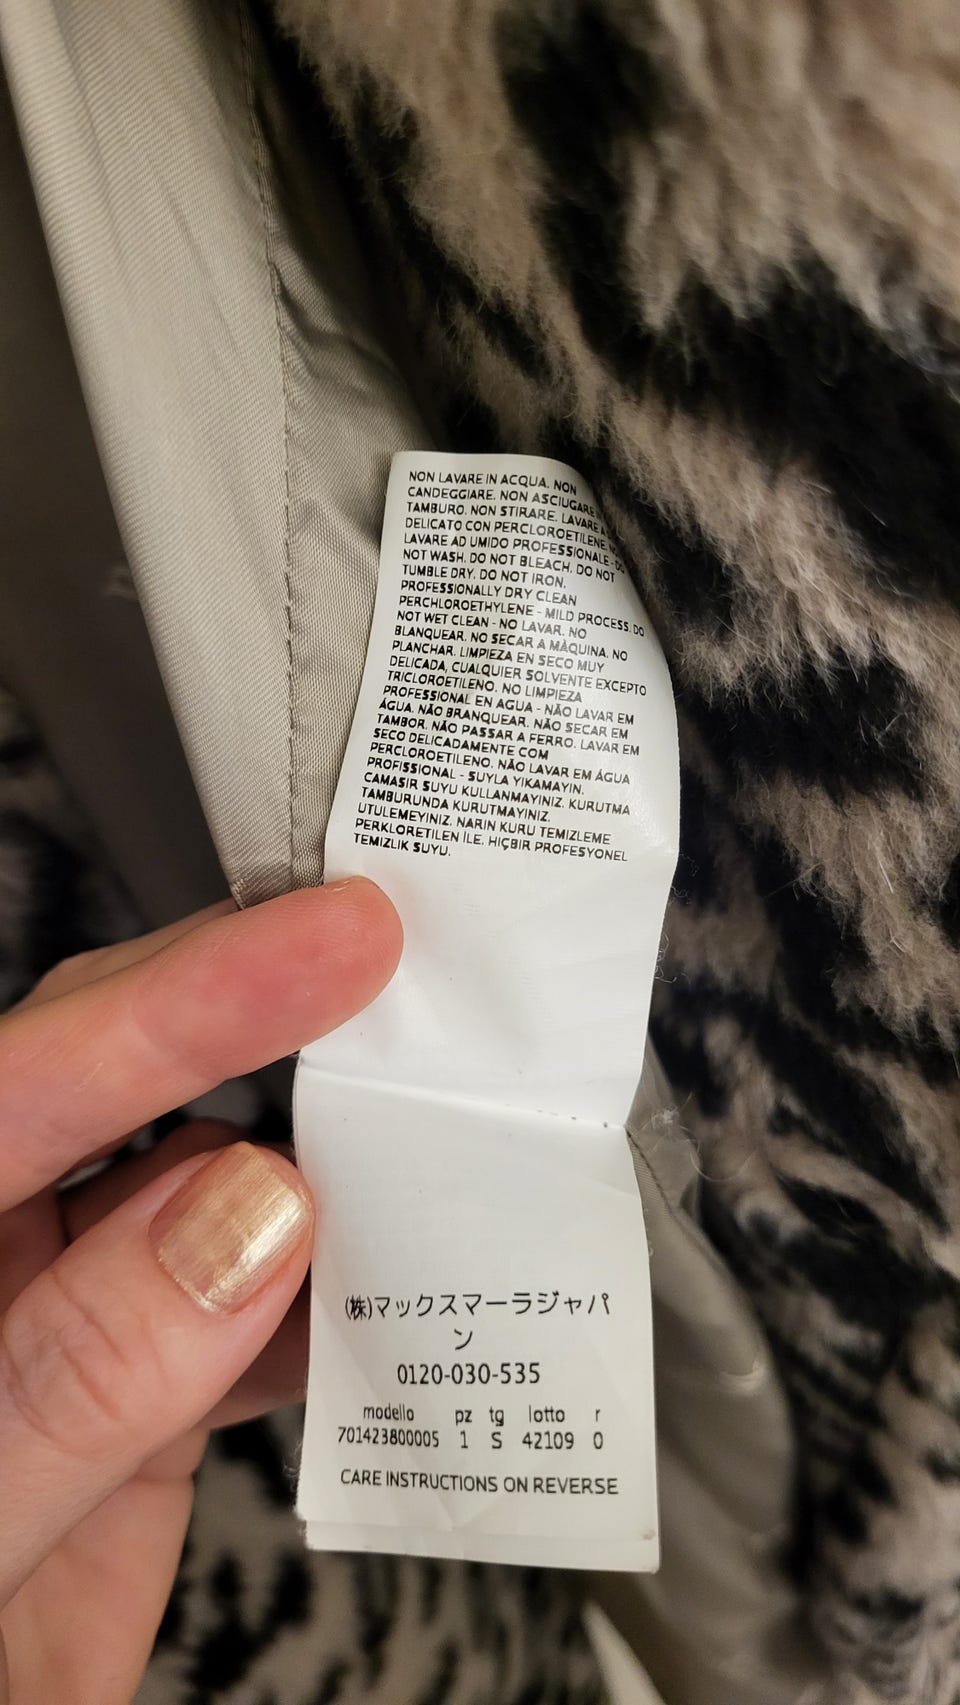 NON LAVARE IN ACQUA. NON
CANDEGGIARE. NON ASCIUGARE
TAMBURO. NON STIRARE. LAVARE A
DELICATO CON PERCLOROETILENE.
LAVARE AD UMIDO PROFESSIONALE - DO
NOT WASH. DO NOT BLEACH. DO NOT
TUMBLE DRY. DO NOT IRON.
PROFESSIONALLY DRY CLEAN
PERCHLOROETHYLENE - MILD PROCESS. DO
NOT WET CLEAN - NO LAVAR. NO
BLANQUEAR. NO SECAR A MÀQUINA. NO
PLANCHAR. LIMPIEZA EN SECO MUY
DELICADA, CUALQUIER SOLVENTE EXCEPTO
TRICLOROETILENO. NO LIMPIEZA
PROFESSIONAL EN AGUA - NÃO LAVAR EM
ÁGUA. NÃO BRANQUEAR. NÃO SECAR EM
TAMBOR. NÃO PASSAR A FERRO. LAVAR EM
SECO DELICADAMENTE COM
PERCLOROETILENO. NÃO LAVAR EM ÁGUA
PROFISSIONAL - SUYLA YIKAMAYIN.
CAMASIR SUYU KULLANMAYINIZ. KURUTMA
TAMBURUNDA KURUTMAYINIZ.
UTULEMEYINIZ. NARIN KURU TEMIZLEME
PERKLORETILEN İLE. HIÇBIR PROFESYONEL
TEMIZLIK SUYU.
(株)マックスマーラジャパ
ン
0120-030-535
modello pz tg lotto r
701423800005 1 S 42109 0
CARE INSTRUCTIONS ON REVERSE